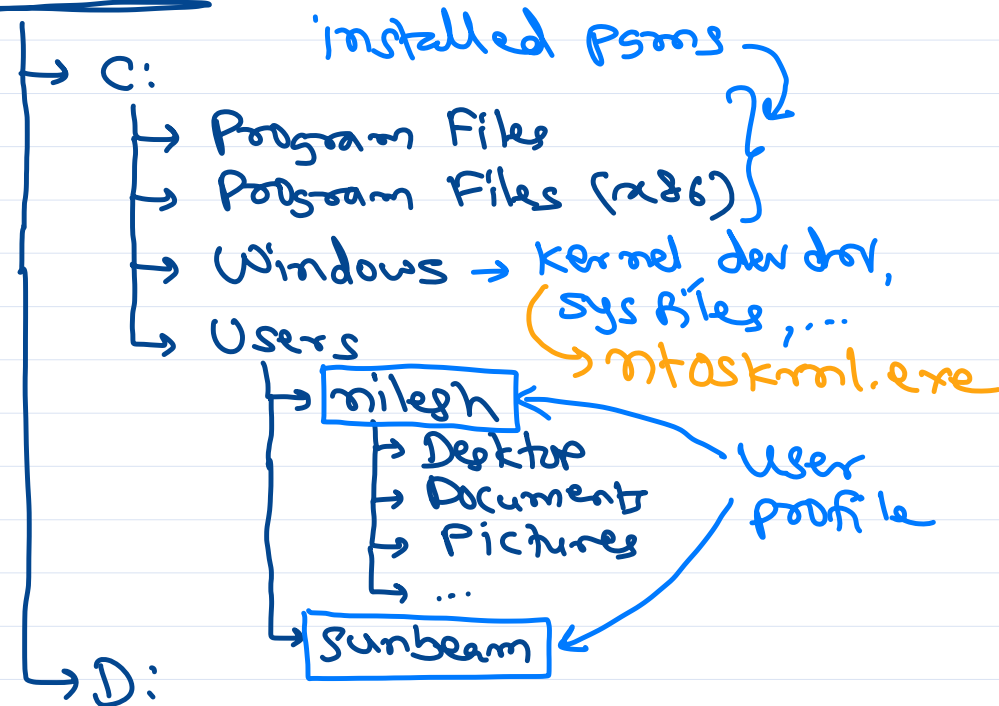 installed pgms
C:
Program Files
Program Files (x86)
Windows → kernel, dev drv,
sys files, ...
ntoskrnl.exe
Users
nilesh
Desktop
Documents
Pictures
...
user
profile
sunbeam
D: